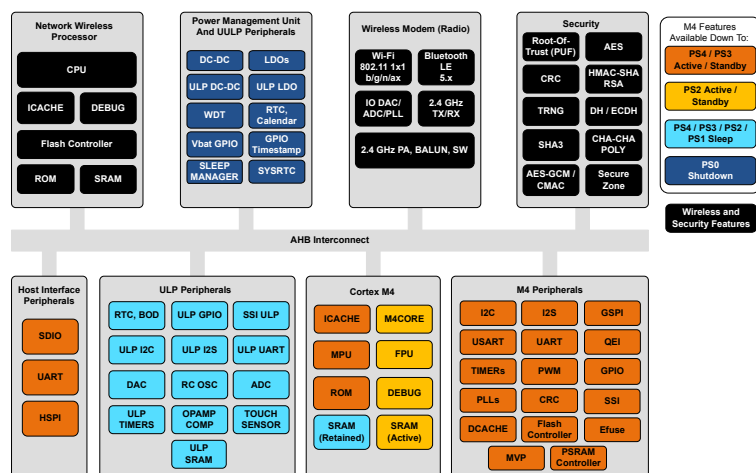 Network Wireless
Processor
CPU
ICACHE
DEBUG
Flash Controller
ROM
SRAM
Power Management Unit
And UULP Peripherals
DC-DC
LDOs
ULP DC-DC
ULP LDO
WDT
RTC,
Calendar
Vbat GPIO
GPIO
Timestamp
SLEEP
MANAGER
SYSRTC
Wireless Modem (Radio)
Wi-Fi
802.11 1x1
b/g/n/ax
Bluetooth
LE
5.x
IO DAC/
ADC/PLL
2.4 GHz
TX/RX
2.4 GHz PA, BALUN, SW
Security
Root-Of-
Trust (PUF)
AES
CRC
HMAC-SHA
RSA
TRNG
DH / ECDH
SHA3
CHA-CHA
POLY
AES-GCM /
CMAC
Secure
Zone
M4 Features
Available Down To:
PS4 / PS3
Active / Standby
PS2 Active /
Standby
PS4 / PS3 / PS2 /
PS1 Sleep
PS0
Shutdown
Wireless and
Security Features
AHB Interconnect
Host Interface
Peripherals
SDIO
UART
HSPI
ULP Peripherals
RTC, BOD
ULP GPIO
SSI ULP
ULP I2C
ULP I2S
ULP UART
DAC
RC OSC
ADC
ULP
TIMERS
OPAMP
COMP
TOUCH
SENSOR
ULP
SRAM
Cortex M4
ICACHE
M4CORE
MPU
FPU
ROM
DEBUG
SRAM
(Retained)
SRAM
(Active)
M4 Peripherals
I2C
I2S
GSPI
USART
UART
QEI
TIMERs
PWM
GPIO
PLLs
CRC
SSI
DCACHE
Flash
Controller
Efuse
MVP
PSRAM
Controller